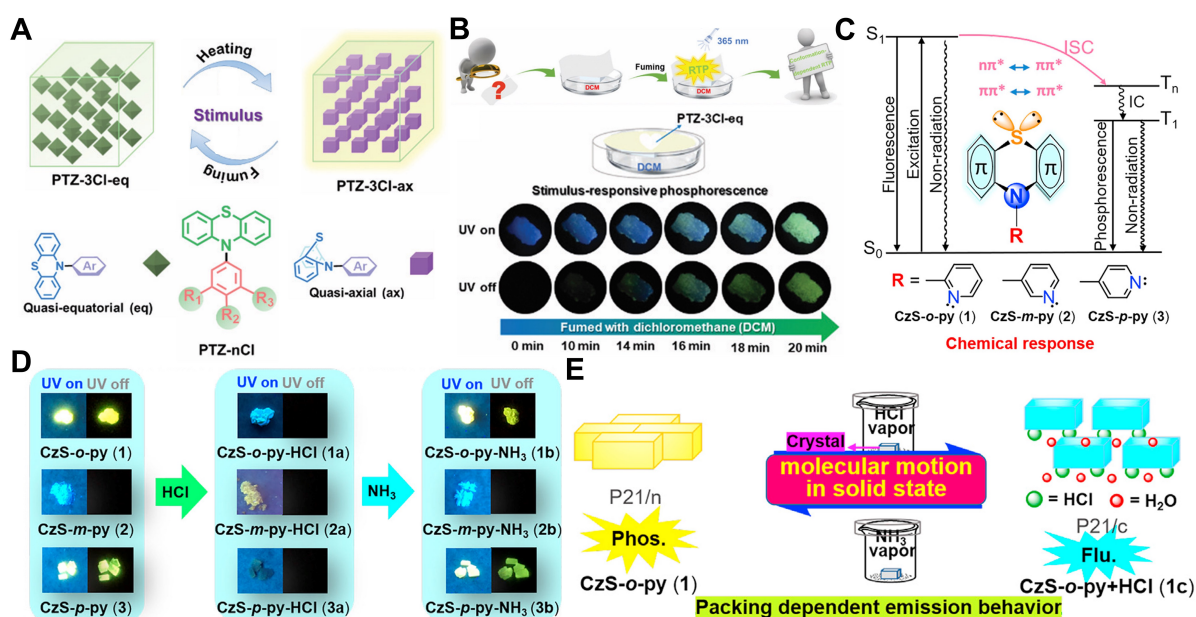 A
Heating
Stimulus
Fuming
PTZ-3Cl-eq
PTZ-3Cl-ax
S
N
S
N
Ar
S
N
R1
R2
R3
S
N
Ar
Quasi-equatorial (eq)
Quasi-axial (ax)
PTZ-nCl
B
365 nm
?
DCM
Fuming
RTP
DCM
Conformation-
Dependent RTP
PTZ-3Cl-eq
DCM
Stimulus-responsive phosphorescence
UV on
UV off
Fumed with dichloromethane (DCM)
0 min 10 min 14 min 16 min 18 min 20 min
C
S1
ISC
nπ* ↔ ππ*
ππ* ↔ ππ*
Tn
IC
T1
Fluorescence
Excitation
Non-radiation
S
π
π
N
R
Phosphorescence
Non-radiation
S0
R =
N
N
N
CzS-o-py (1)
CzS-m-py (2)
CzS-p-py (3)
Chemical response
D
UV on UV off
CzS-o-py (1)
CzS-m-py (2)
CzS-p-py (3)
HCl
UV on UV off
CzS-o-py-HCl (1a)
CzS-m-py-HCl (2a)
CzS-p-py-HCl (3a)
NH3
UV on UV off
CzS-o-py-NH3 (1b)
CzS-m-py-NH3 (2b)
CzS-p-py-NH3 (3b)
E
P21/n
Phos.
CzS-o-py (1)
HCl
vapor
Crystal
molecular motion
in solid state
NH3
vapor
= HCl = H2O
P21/c
Flu.
CzS-o-py+HCl (1c)
Packing dependent emission behavior